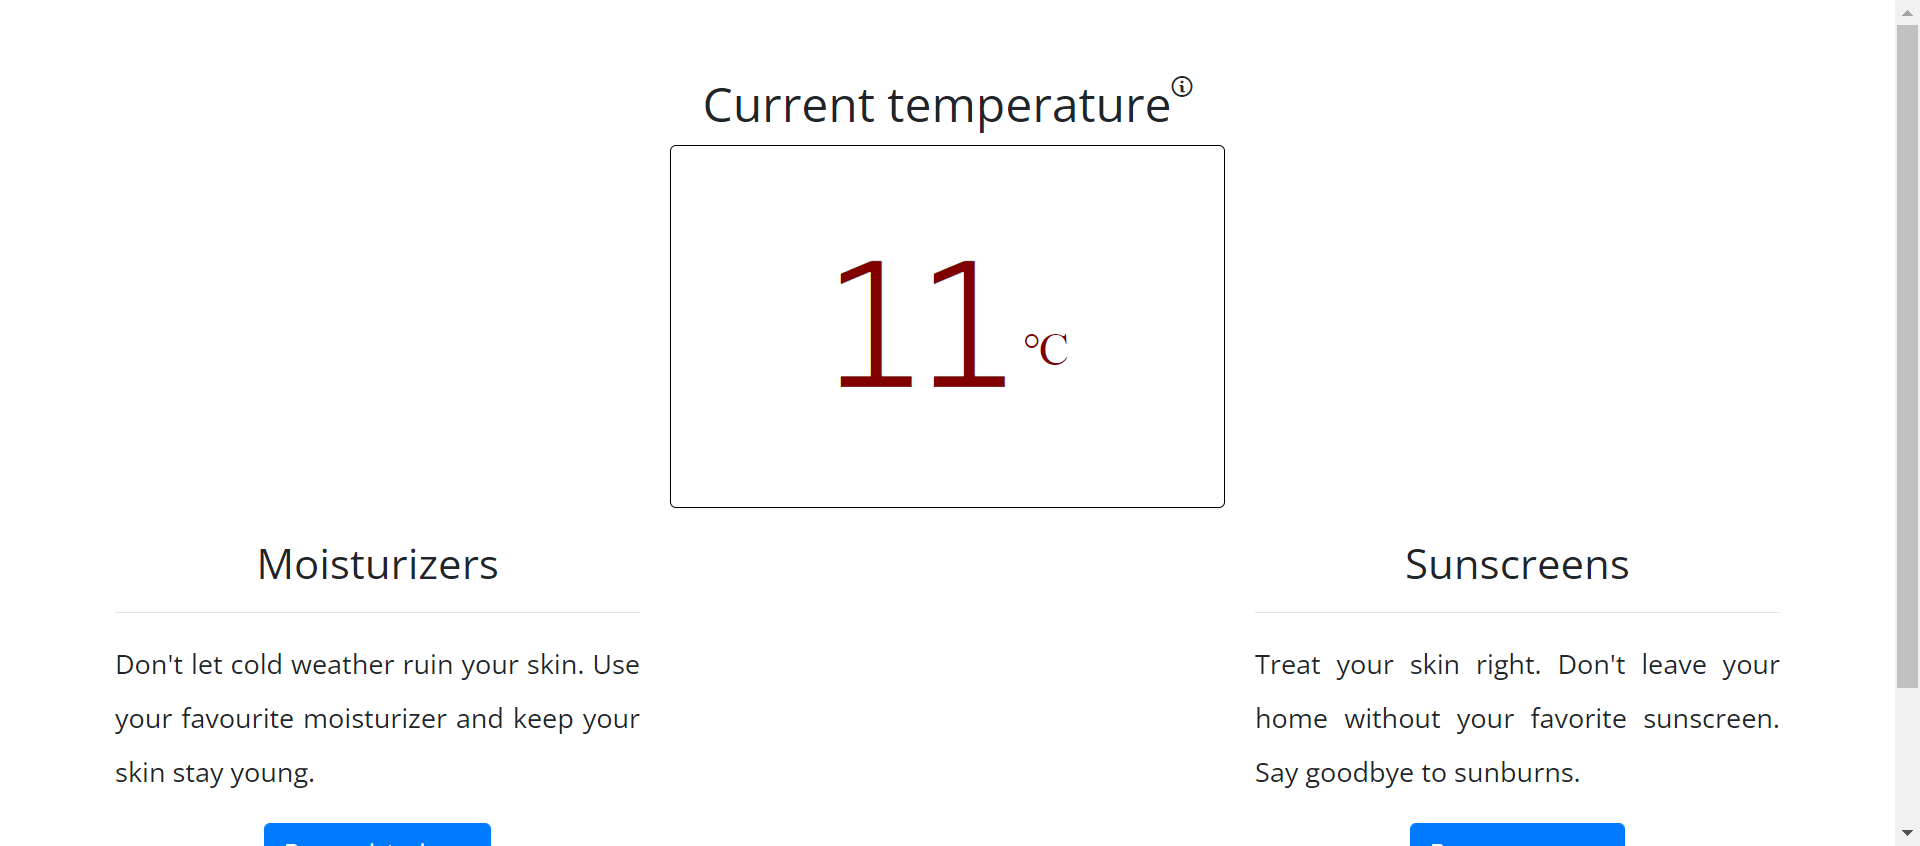 Current temperature
11 ℃
Moisturizers
Don't let cold weather ruin your skin. Use
your favourite moisturizer and keep your
skin stay young.
Sunscreens
Treat your skin right. Don't leave your
home without your favorite sunscreen.
Say goodbye to sunburns.